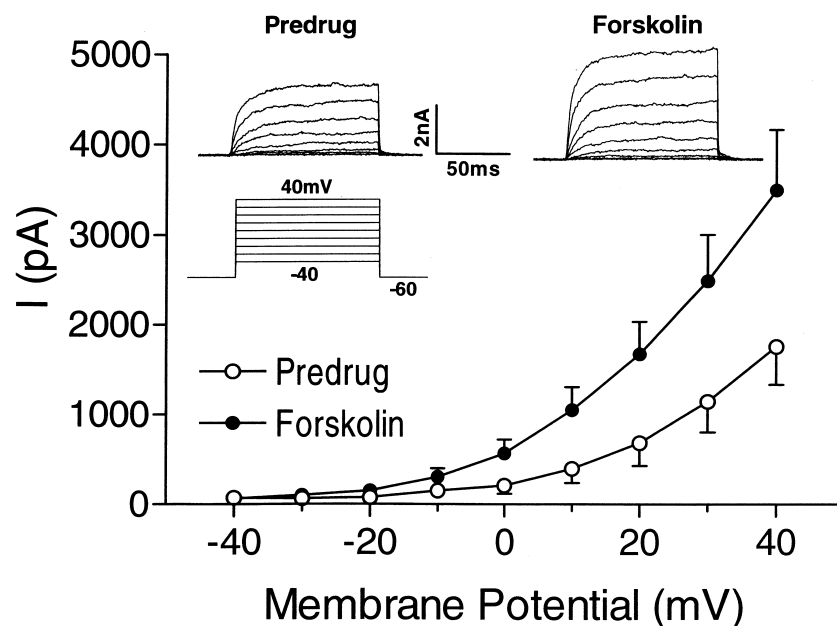 Predrug
Forskolin
5000
4000
3000
2000
1000
0
I (pA)
2nA
50ms
40mV
-40
-60
Predrug
Forskolin
-40
-20
0
20
40
Membrane Potential (mV)